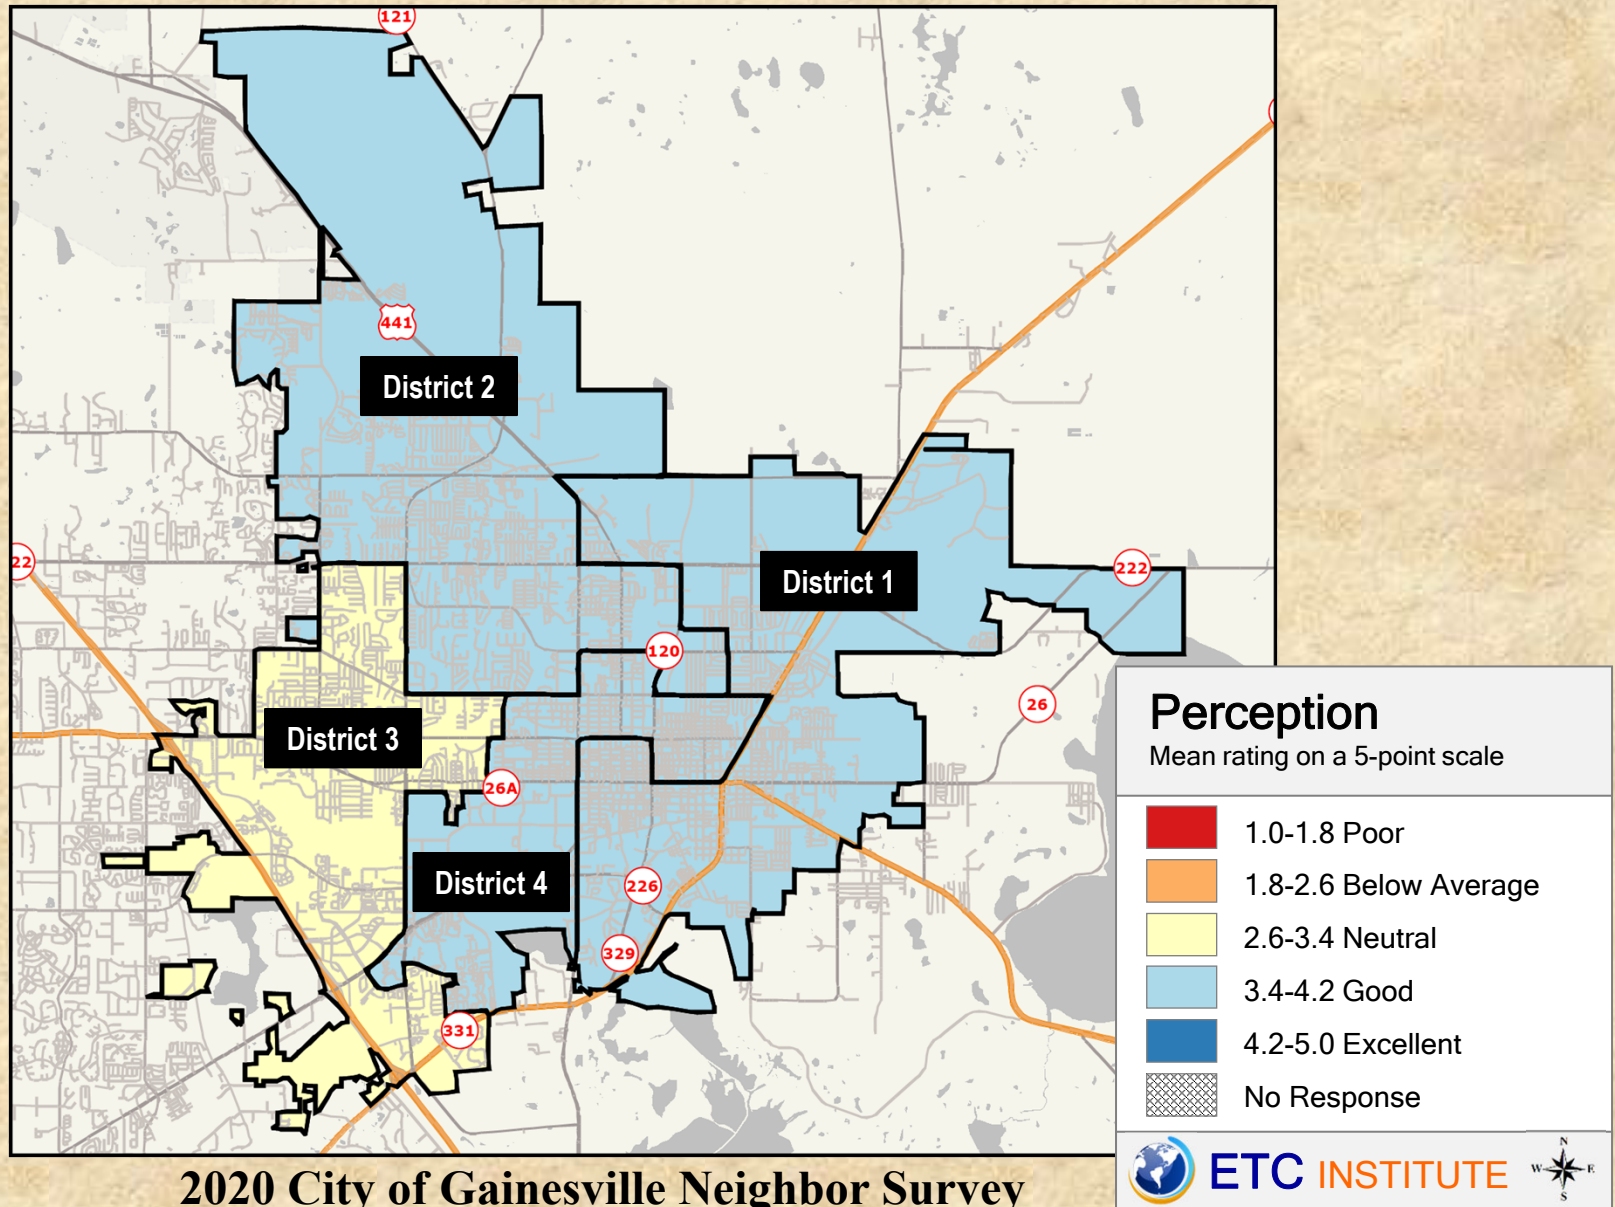 121
441
District 2
District 1
222
22
120
26
District 3
26A
District 4
226
329
331
Perception
Mean rating on a 5-point scale
1.0-1.8 Poor
1.8-2.6 Below Average
2.6-3.4 Neutral
3.4-4.2 Good
4.2-5.0 Excellent
No Response
ETC INSTITUTE
N
W E
S
2020 City of Gainesville Neighbor Survey